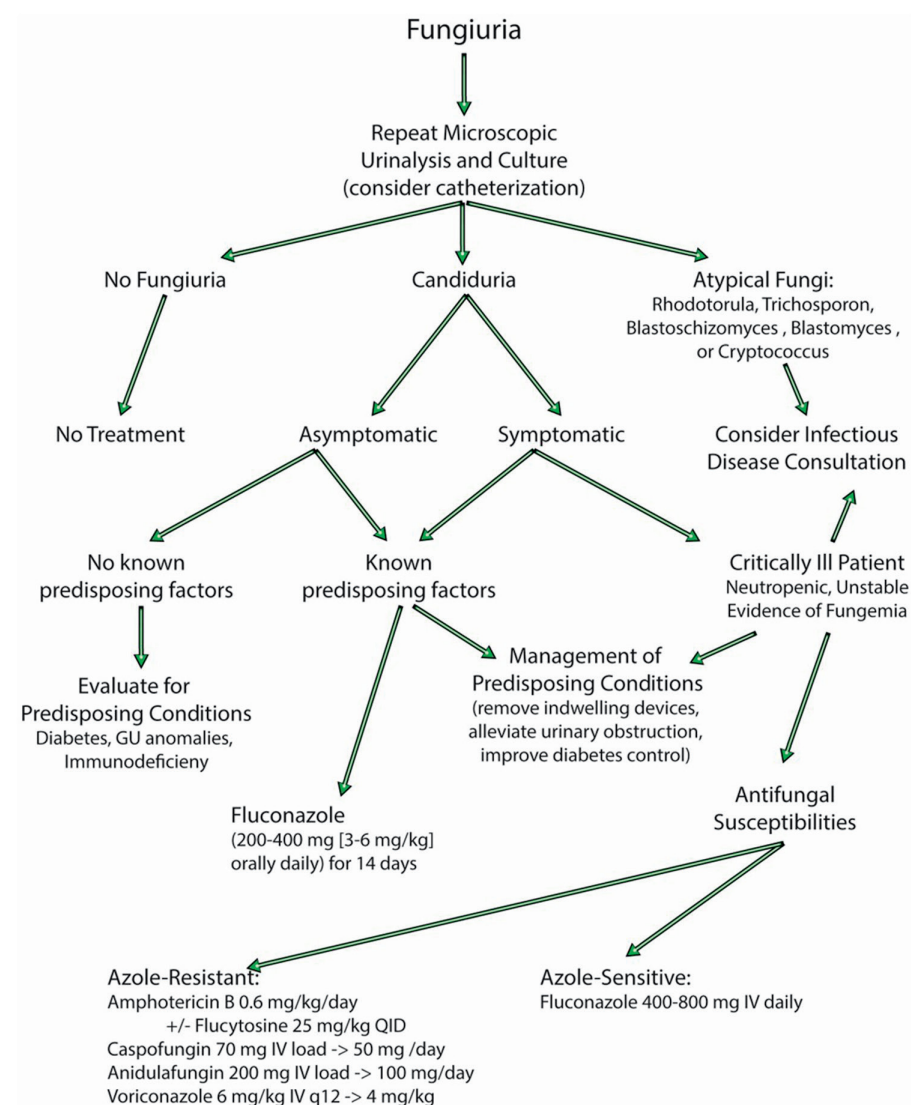 Fungiuria
Repeat Microscopic
Urinalysis and Culture
(consider catheterization)
No Fungiuria
Candiduria
Atypical Fungi:
Rhodotorula, Trichosporon,
Blastoschizomyces , Blastomyces ,
or Cryptococcus
No Treatment
Asymptomatic
Symptomatic
Consider Infectious
Disease Consultation
No known
predisposing factors
Known
predisposing factors
Critically Ill Patient
Neutropenic, Unstable
Evidence of Fungemia
Evaluate for
Predisposing Conditions
Diabetes, GU anomalies,
Immunodeficieny
Management of
Predisposing Conditions
(remove indwelling devices,
alleviate urinary obstruction,
improve diabetes control)
Fluconazole
(200-400 mg [3-6 mg/kg]
orally daily) for 14 days
Antifungal
Susceptibilities
Azole-Resistant:
Amphotericin B 0.6 mg/kg/day
+/- Flucytosine 25 mg/kg QID
Caspofungin 70 mg IV load -> 50 mg /day
Anidulafungin 200 mg IV load -> 100 mg/day
Voriconazole 6 mg/kg IV q12 -> 4 mg/kg
Azole-Sensitive:
Fluconazole 400-800 mg IV daily